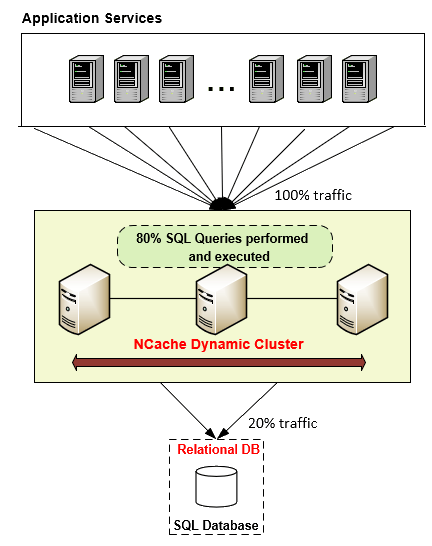 Application Services
...
100% traffic
80% SQL Queries performed
and executed
NCache Dynamic Cluster
20% traffic
Relational DB
SQL Database